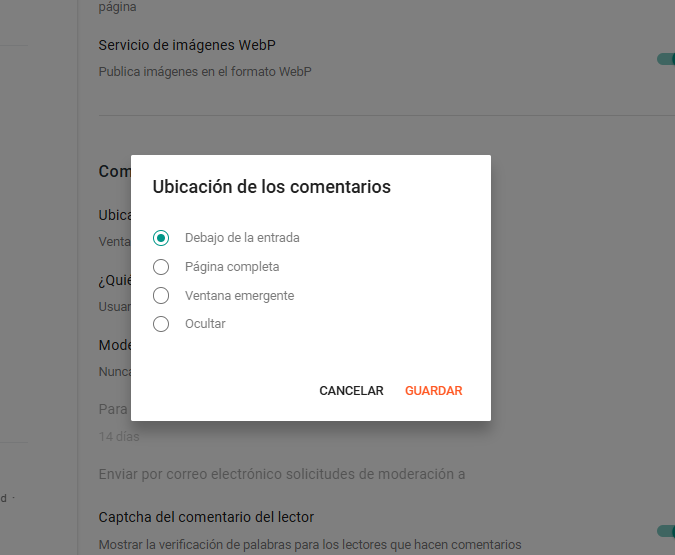 página
Servicio de imágenes WebP
Publica imágenes en el formato WebP
Com
Ubicación de los comentarios
Ubica
Debajo de la entrada
Venta
Página completa
¿Quié
Ventana emergente
Usuar
Ocultar
Mode
Nunca
CANCELAR GUARDAR
Para
14 días
Enviar por correo electrónico solicitudes de moderación a
d ·
Captcha del comentario del lector
Mostrar la verificación de palabras para los lectores que hacen comentarios